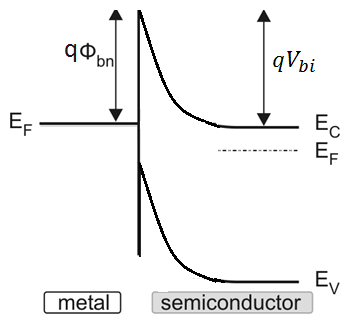 qΦbn
qVbi
EF
EC
EF
EV
metal
semiconductor